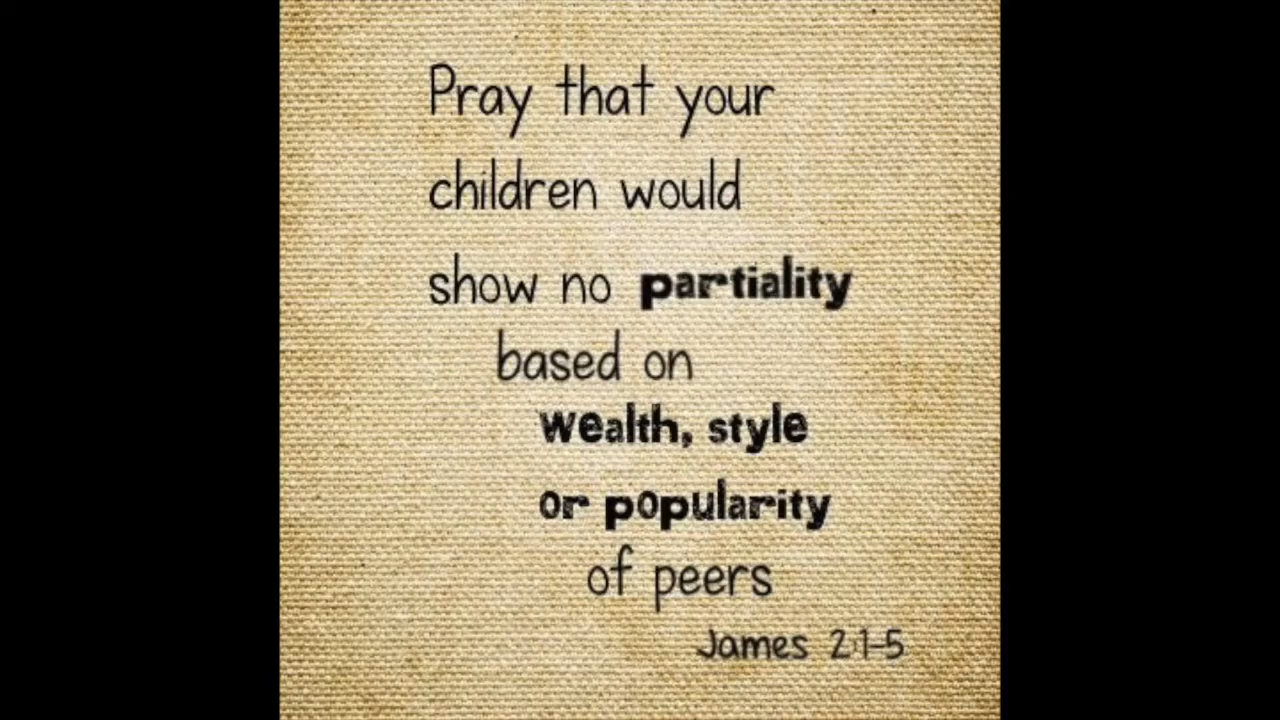 Pray that your
children would
show no partiality
based on
wealth, style
or popularity
of peers
James 2:1-5